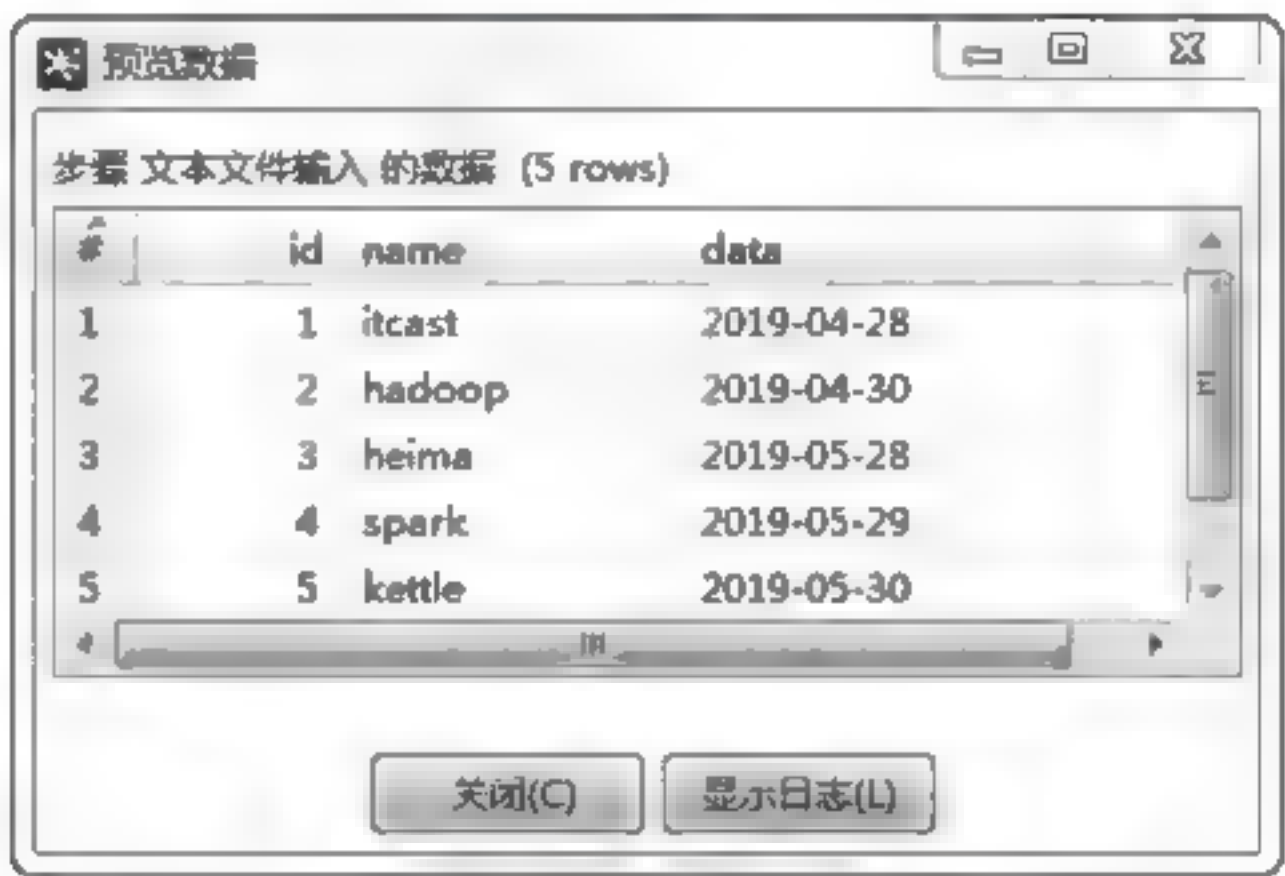 预览数据
步骤 文本文件输入 的数据 (5 rows)
# id name data
1 1 itcast 2019-04-28
2 2 hadoop 2019-04-30
3 3 heima 2019-05-28
4 4 spark 2019-05-29
5 5 kettle 2019-05-30
关闭(C) 显示日志(L)